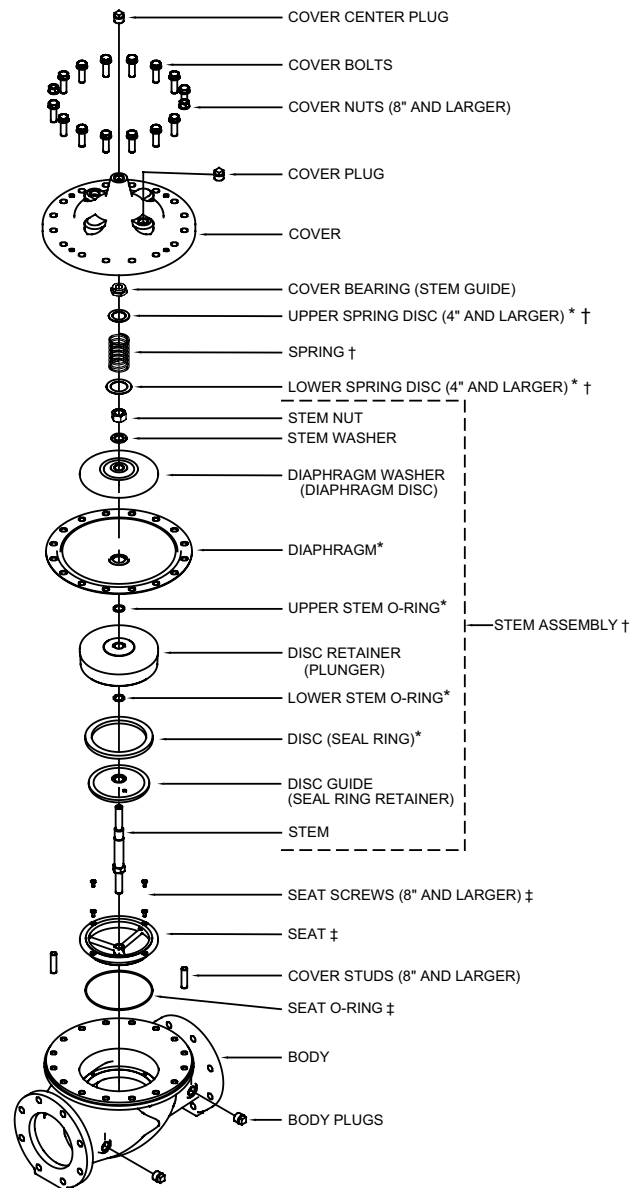 COVER CENTER PLUG
COVER BOLTS
COVER NUTS (8" AND LARGER)
COVER PLUG
COVER
COVER BEARING (STEM GUIDE)
UPPER SPRING DISC (4" AND LARGER) * †
SPRING †
LOWER SPRING DISC (4" AND LARGER) * †
STEM NUT
STEM WASHER
DIAPHRAGM WASHER
(DIAPHRAGM DISC)
DIAPHRAGM*
UPPER STEM O-RING*
STEM ASSEMBLY †
DISC RETAINER
(PLUNGER)
LOWER STEM O-RING*
DISC (SEAL RING)*
DISC GUIDE
(SEAL RING RETAINER)
STEM
SEAT SCREWS (8" AND LARGER) ‡
SEAT ‡
COVER STUDS (8" AND LARGER)
SEAT O-RING ‡
BODY
BODY PLUGS